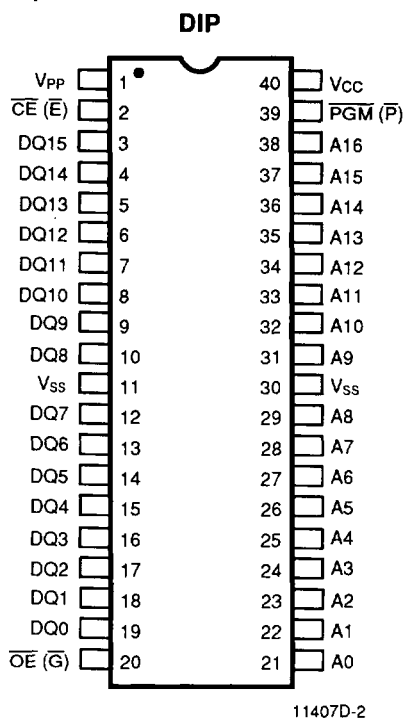 DIP
VPP 1 40 VCC
C̅E̅ (E̅) 2 39 P̅G̅M̅ (P̅)
DQ15 3 38 A16
DQ14 4 37 A15
DQ13 5 36 A14
DQ12 6 35 A13
DQ11 7 34 A12
DQ10 8 33 A11
DQ9 9 32 A10
DQ8 10 31 A9
VSS 11 30 VSS
DQ7 12 29 A8
DQ6 13 28 A7
DQ5 14 27 A6
DQ4 15 26 A5
DQ3 16 25 A4
DQ2 17 24 A3
DQ1 18 23 A2
DQ0 19 22 A1
O̅E̅ (G̅) 20 21 A0
11407D-2